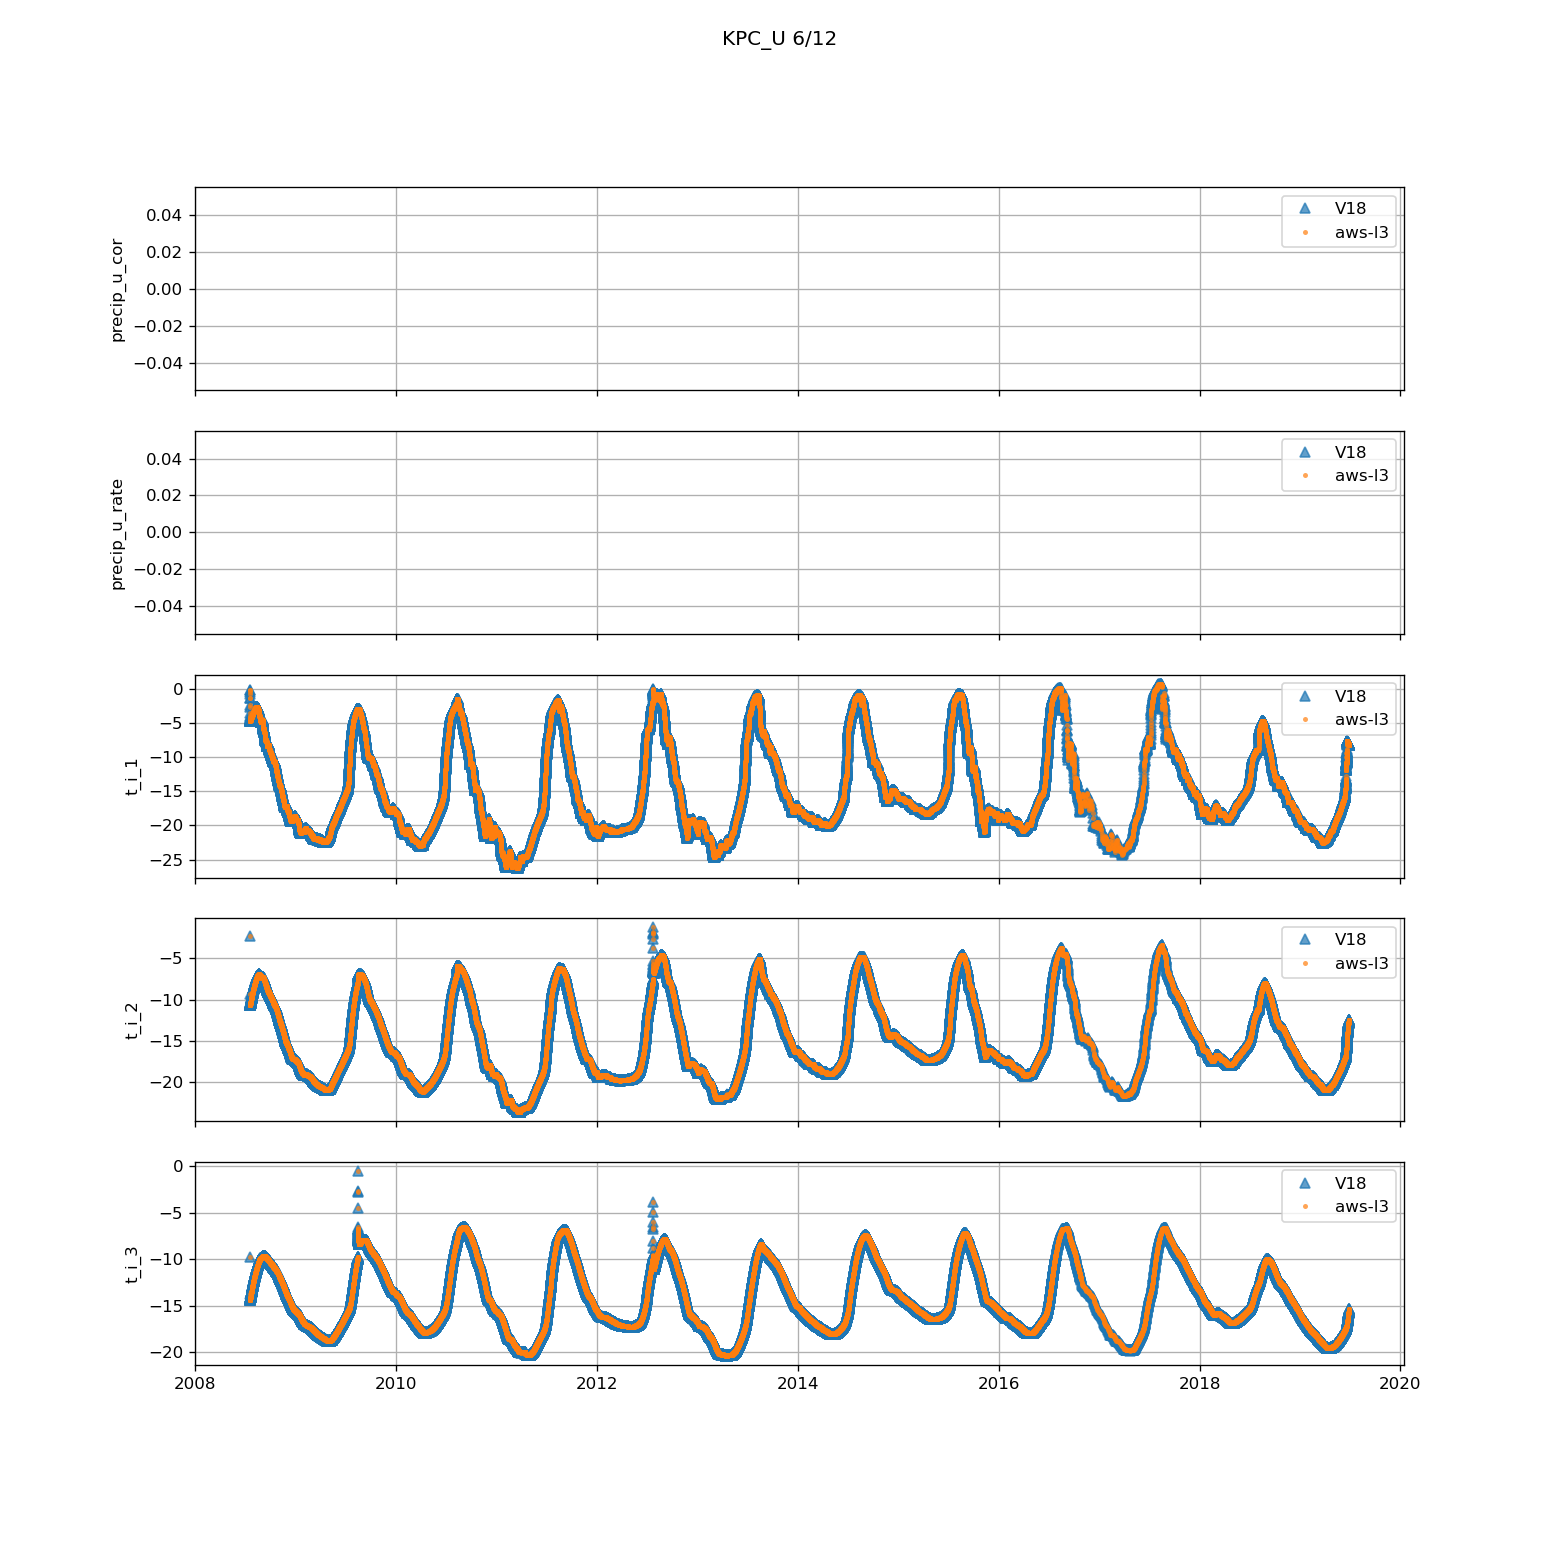 KPC_U 6/12
precip_u_cor
0.04
0.02
0.00
−0.02
−0.04
V18
aws-l3
precip_u_rate
0.04
0.02
0.00
−0.02
−0.04
V18
aws-l3
t_i_1
0
−5
−10
−15
−20
−25
V18
aws-l3
t_i_2
−5
−10
−15
−20
V18
aws-l3
t_i_3
0
−5
−10
−15
−20
V18
aws-l3
2008
2010
2012
2014
2016
2018
2020